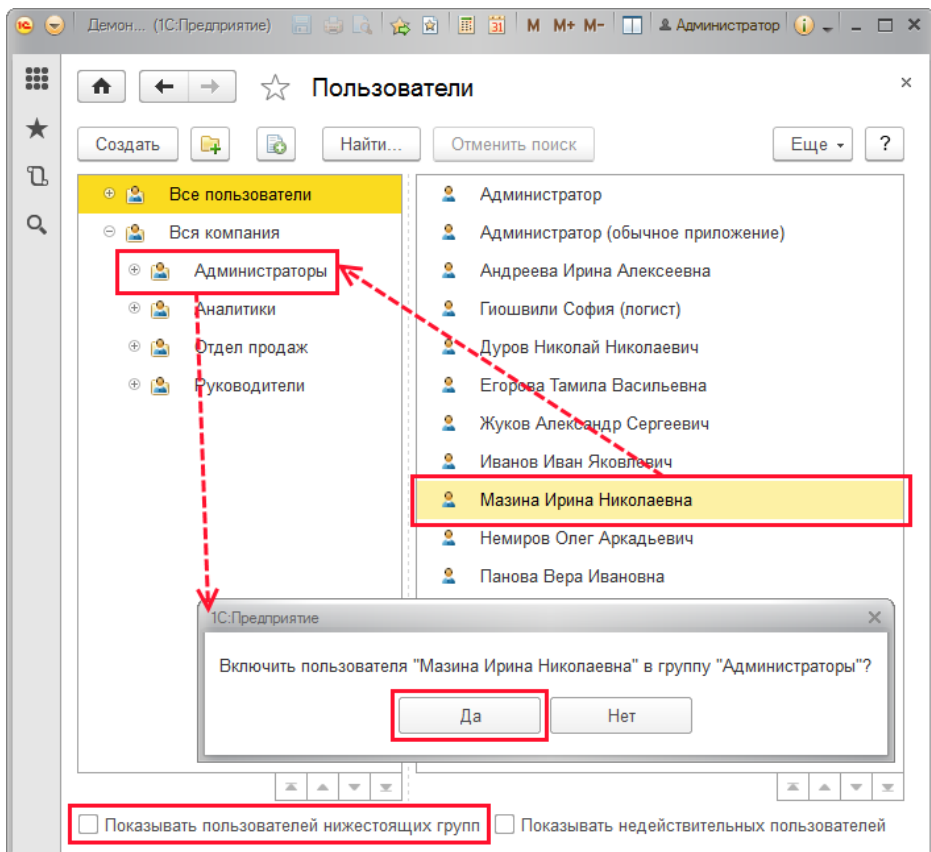 1С Демон... (1С:Предприятие) 31 M M+ M- Администратор i
Пользователи
Создать Найти... Отменить поиск Еще ?
Все пользователи
Вся компания
Администраторы
Аналитики
Отдел продаж
Руководители
Администратор
Администратор (обычное приложение)
Андреева Ирина Алексеевна
Гиошвили София (логист)
Дуров Николай Николаевич
Егорова Тамила Васильевна
Жуков Александр Сергеевич
Иванов Иван Яковлевич
Мазина Ирина Николаевна
Немиров Олег Аркадьевич
Панова Вера Ивановна
1С:Предприятие
Включить пользователя "Мазина Ирина Николаевна" в группу "Администраторы"?
Да Нет
Показывать пользователей нижестоящих групп Показывать недействительных пользователей